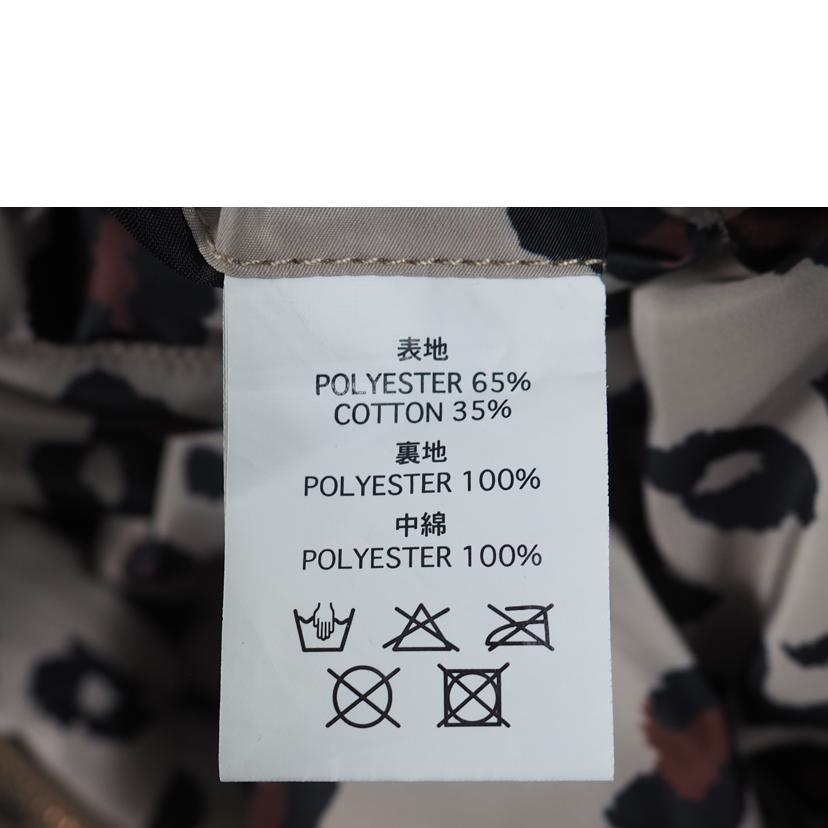 表地
POLYESTER 65%
COTTON 35%
裏地
POLYESTER 100%
中綿
POLYESTER 100%